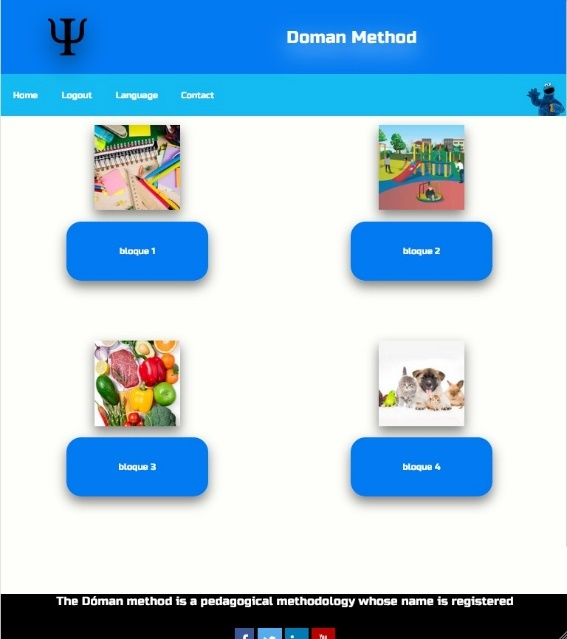 Ψ
Doman Method
Home Logout Language Contact
bloque 1
bloque 2
bloque 3
bloque 4
The Dóman method is a pedagogical methodology whose name is registered